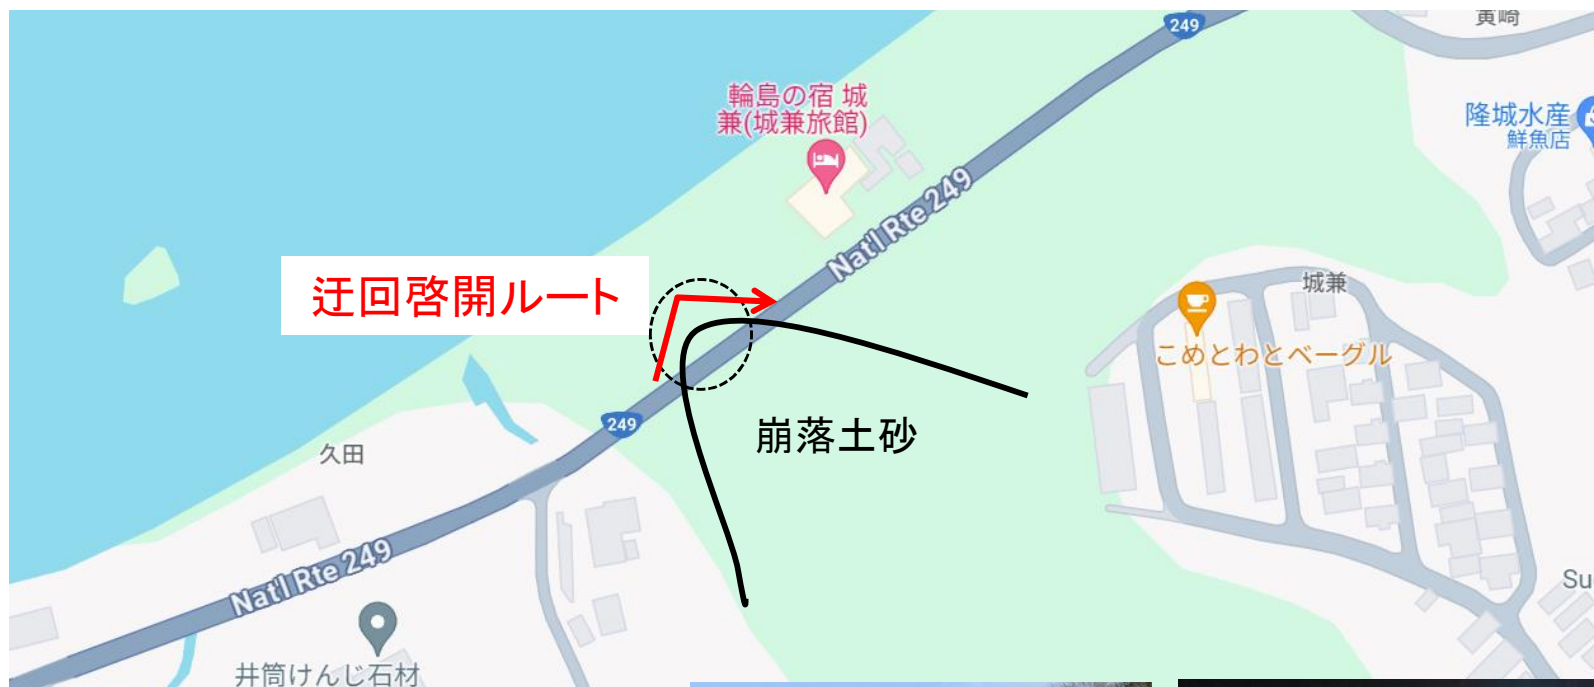 249
寅崎
輪島の宿 城
兼(城兼旅館)
隆城水産
鮮魚店
Nat'l Rte 249
迂回啓開ルート
城兼
こめとわとベーグル
249
崩落土砂
久田
Nat'l Rte 249
Su
井筒けんじ石材